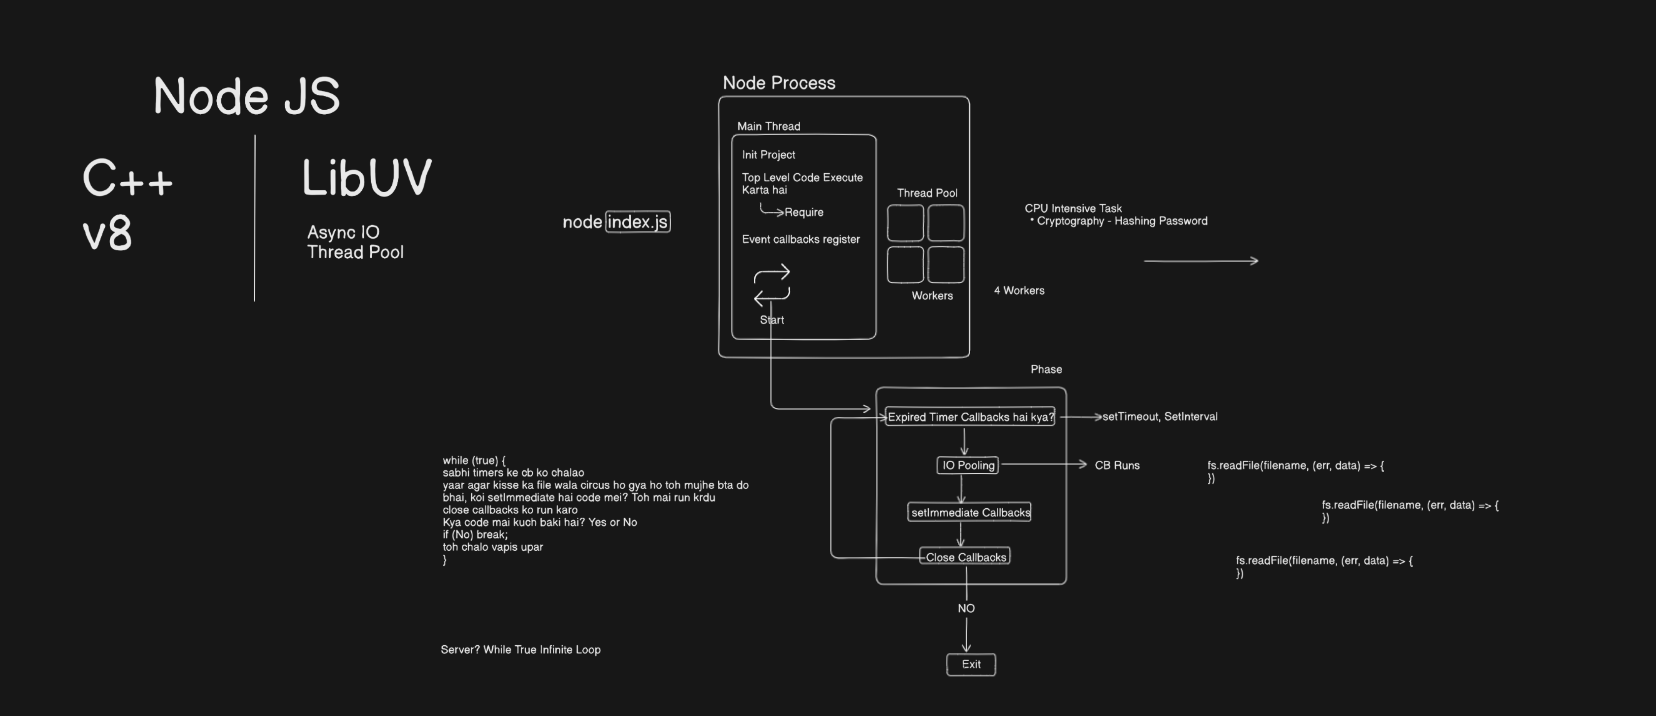 Node JS
C++
v8
LibUV
Async IO
Thread Pool
node index.js
Node Process
Main Thread
Init Project
Top Level Code Execute
Karta hai
Require
Event callbacks register
Start
Thread Pool
Workers
4 Workers
CPU Intensive Task
• Cryptography - Hashing Password
Phase
Expired Timer Callbacks hai kya?
setTimeout, SetInterval
IO Pooling
CB Runs
setImmediate Callbacks
Close Callbacks
NO
Exit
fs.readFile(filename, (err, data) => {
})
fs.readFile(filename, (err, data) => {
})
fs.readFile(filename, (err, data) => {
})
while (true) {
sabhi timers ke cb ko chalao
yaar agar kisse ka file wala circus ho gya ho toh mujhe bta do
bhai, koi setImmediate hai code mei? Toh mai run krdu
close callbacks ko run karo
Kya code mai kuch baki hai? Yes or No
if (No) break;
toh chalo vapis upar
}
Server? While True Infinite Loop